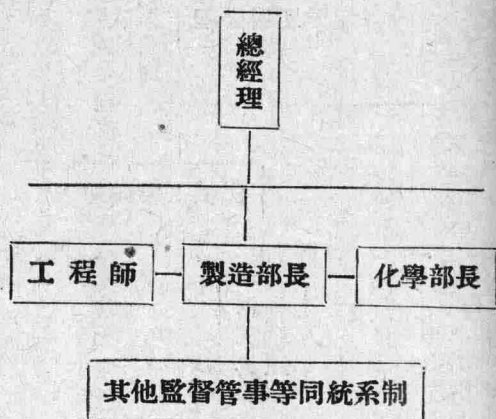 總經理
工程師
製造部長
化學部長
其他監督管事等同統系制